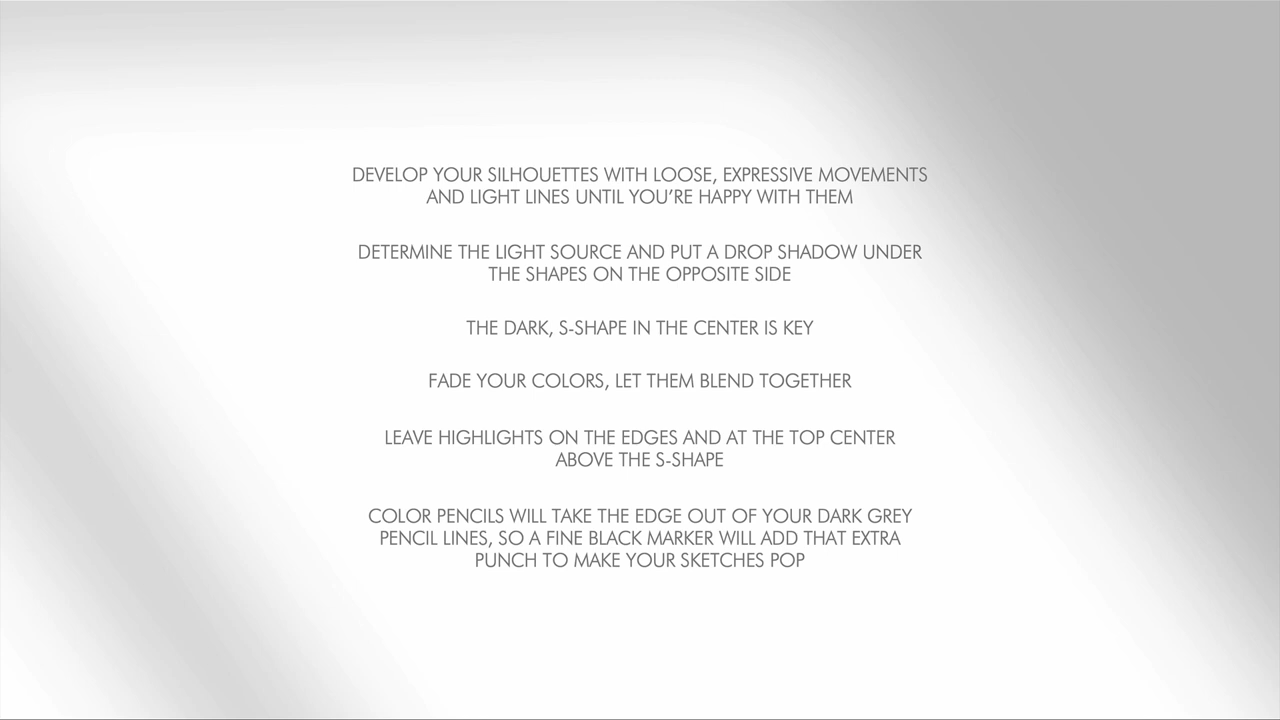 DEVELOP YOUR SILHOUETTES WITH LOOSE, EXPRESSIVE MOVEMENTS
AND LIGHT LINES UNTIL YOU’RE HAPPY WITH THEM
DETERMINE THE LIGHT SOURCE AND PUT A DROP SHADOW UNDER
THE SHAPES ON THE OPPOSITE SIDE
THE DARK, S-SHAPE IN THE CENTER IS KEY
FADE YOUR COLORS, LET THEM BLEND TOGETHER
LEAVE HIGHLIGHTS ON THE EDGES AND AT THE TOP CENTER
ABOVE THE S-SHAPE
COLOR PENCILS WILL TAKE THE EDGE OUT OF YOUR DARK GREY
PENCIL LINES, SO A FINE BLACK MARKER WILL ADD THAT EXTRA
PUNCH TO MAKE YOUR SKETCHES POP